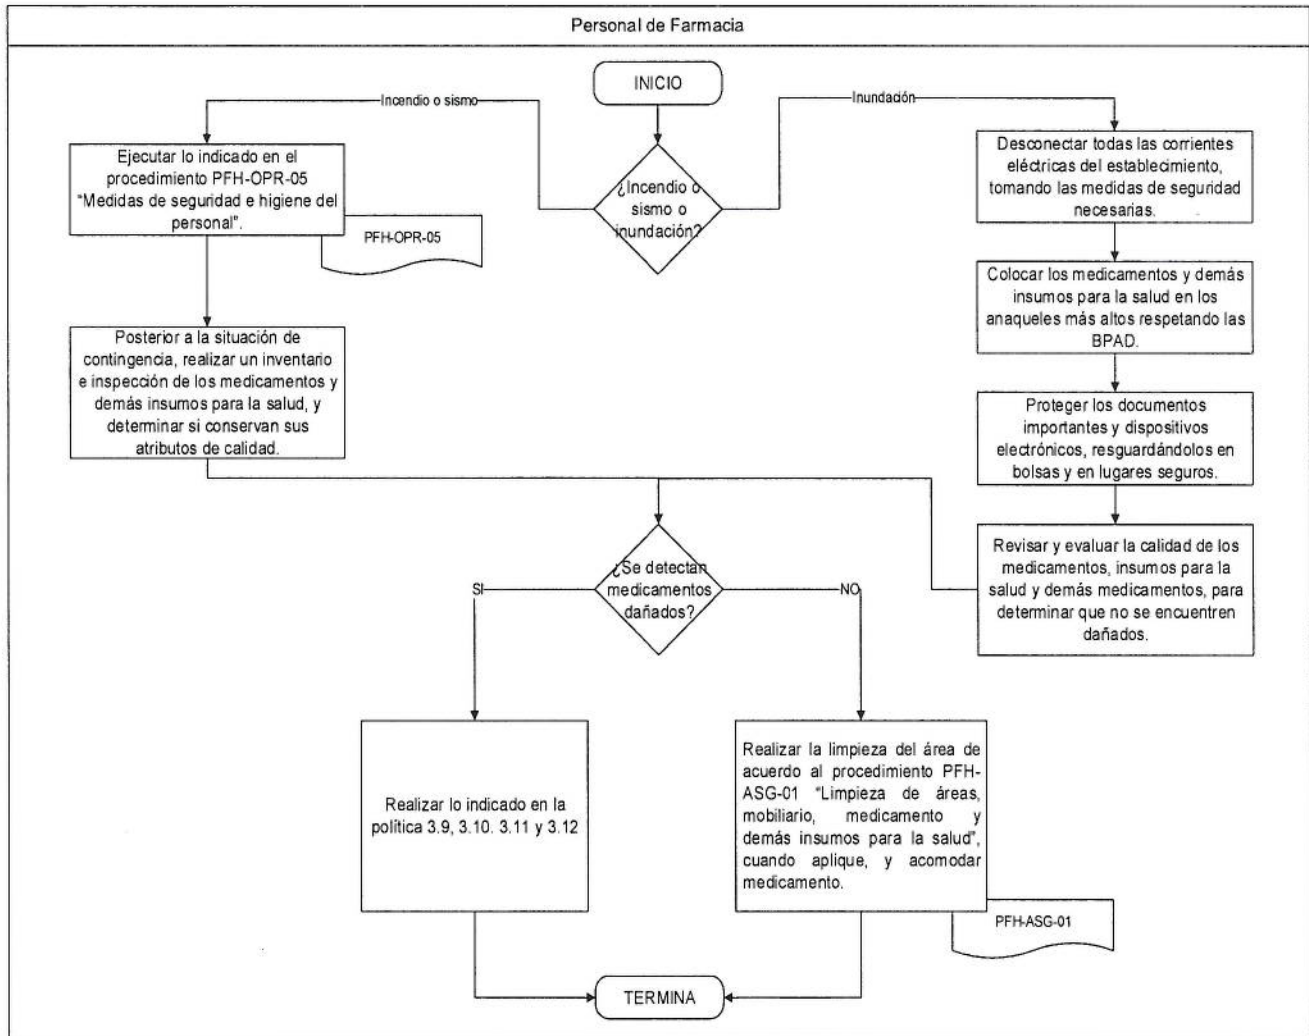 Personal de Farmacia
INICIO
Incendio o sismo
Inundación
¿Incendio o
sismo o
inundación?
Ejecutar lo indicado en el
procedimiento PFH-OPR-05
“Medidas de seguridad e higiene del
personal”.
PFH-OPR-05
Posterior a la situación de
contingencia, realizar un inventario
e inspección de los medicamentos y
demás insumos para la salud, y
determinar si conservan sus
atributos de calidad.
Desconectar todas las corrientes
eléctricas del establecimiento,
tomando las medidas de seguridad
necesarias.
Colocar los medicamentos y demás
insumos para la salud en los
anaqueles más altos respetando las
BPAD.
Proteger los documentos
importantes y dispositivos
electrónicos, resguardándolos en
bolsas y en lugares seguros.
Revisar y evaluar la calidad de los
medicamentos, insumos para la
salud y demás medicamentos, para
determinar que no se encuentren
dañados.
¿Se detectan
medicamentos
dañados?
SI
NO
Realizar lo indicado en la
política 3.9, 3.10. 3.11 y 3.12
Realizar la limpieza del área de
acuerdo al procedimiento PFH-
ASG-01 “Limpieza de áreas,
mobiliario, medicamento y
demás insumos para la salud”,
cuando aplique, y acomodar
medicamento.
PFH-ASG-01
TERMINA